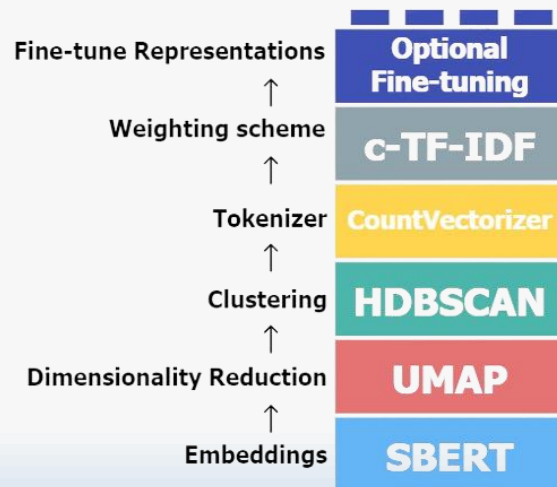 Fine-tune Representations
Optional
Fine-tuning
↑
Weighting scheme
c-TF-IDF
↑
Tokenizer
CountVectorizer
↑
Clustering
HDBSCAN
↑
Dimensionality Reduction
UMAP
↑
Embeddings
SBERT